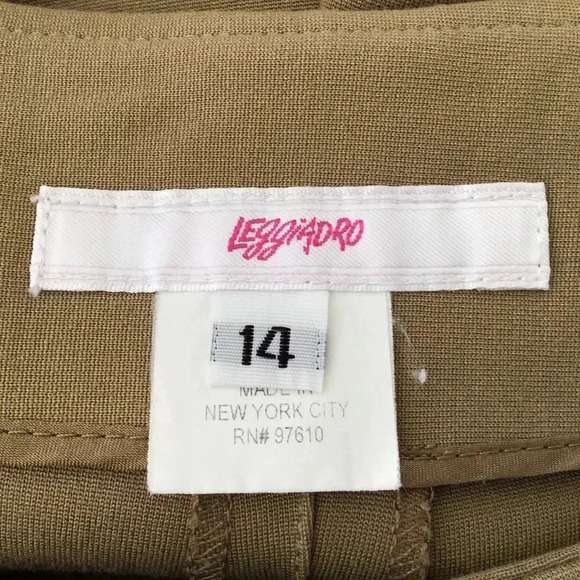 Leggiadro
14
MADE IN
NEW YORK CITY
RN# 97610